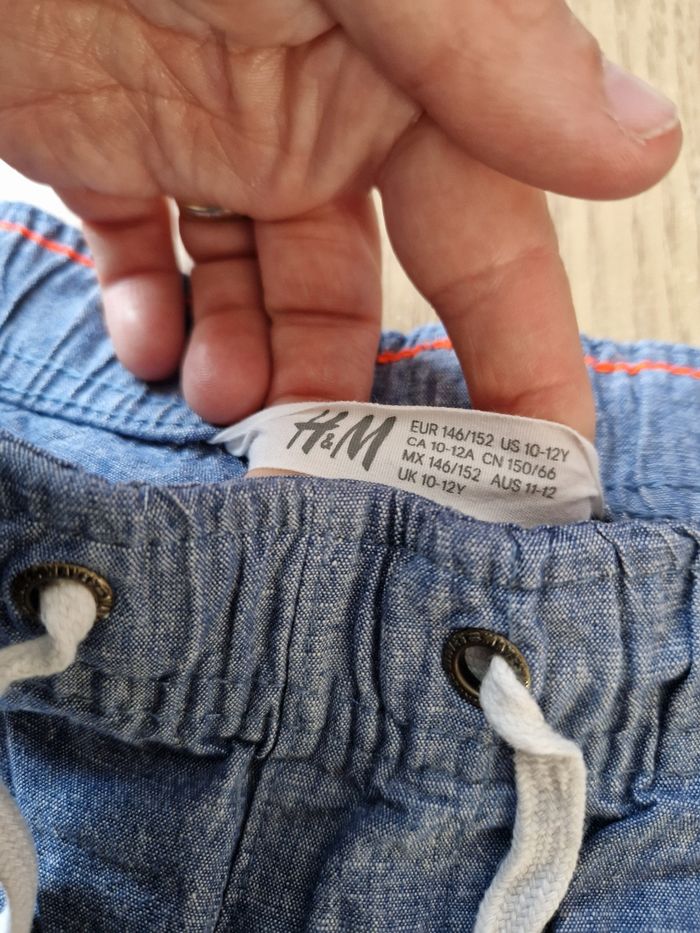 H&M
EUR 146/152 US 10-12Y
CA 10-12A CN 150/66
MX 146/152 AUS 11-12
UK 10-12Y